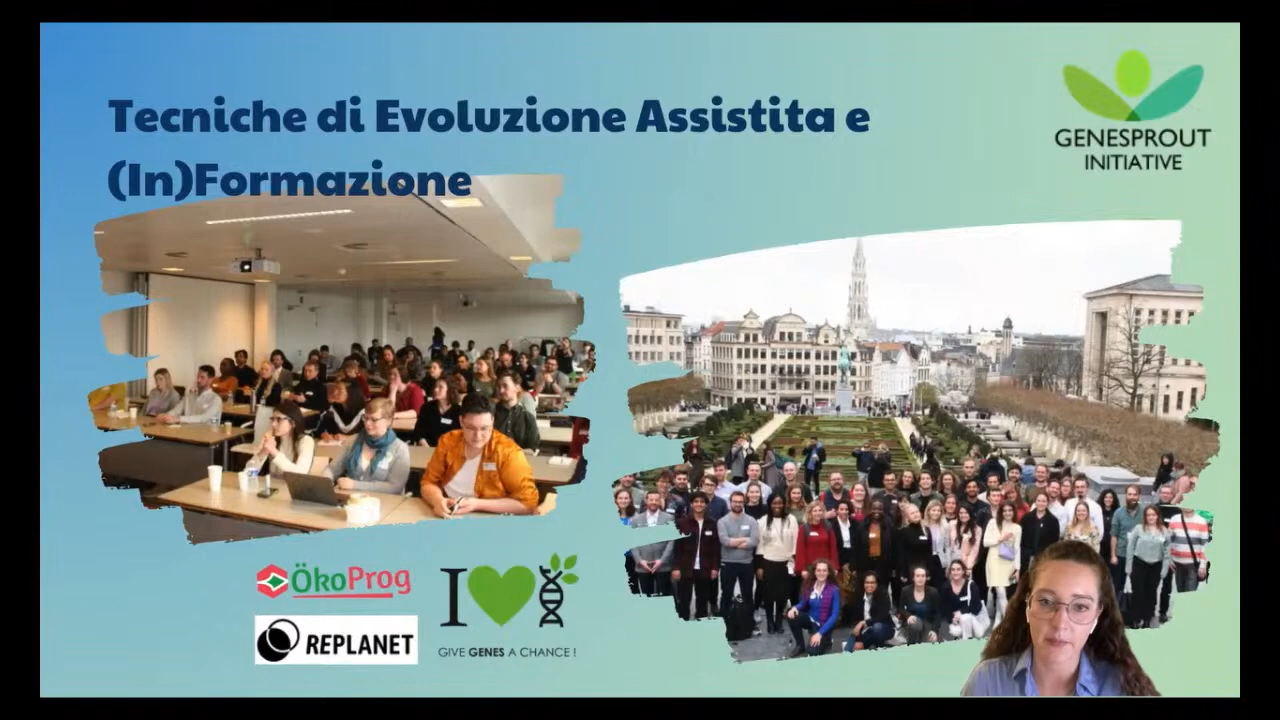 Tecniche di Evoluzione Assistita e
(In)Formazione
GENESPROUT
INITIATIVE
ÖkoProg
REPLANET
I
GIVE GENES A CHANCE !